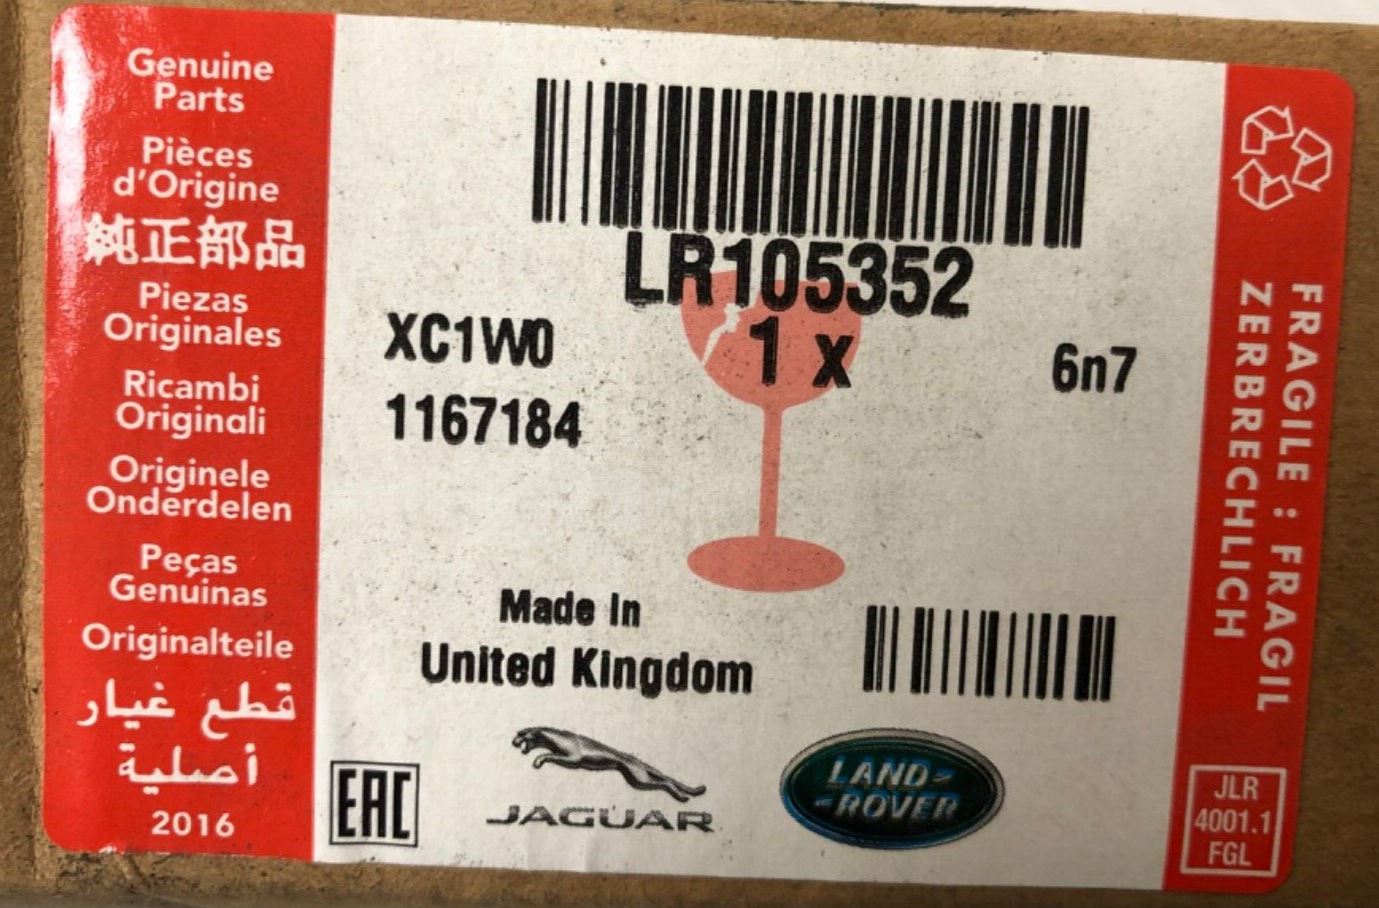 Genuine
Parts
Pièces
d'Origine
純正部品
Piezas
Originales
Ricambi
Originali
Originele
Onderdelen
Peças
Genuinas
Originalteile
قطع غيار
أصلية
2016
LR105352
XC1W0
1 x
6n7
1167184
Made In
United Kingdom
EAC
JAGUAR
LAND-
-ROVER
FRAGILE : FRAGIL
ZERBRECHLICH
JLR
4001.1
FGL